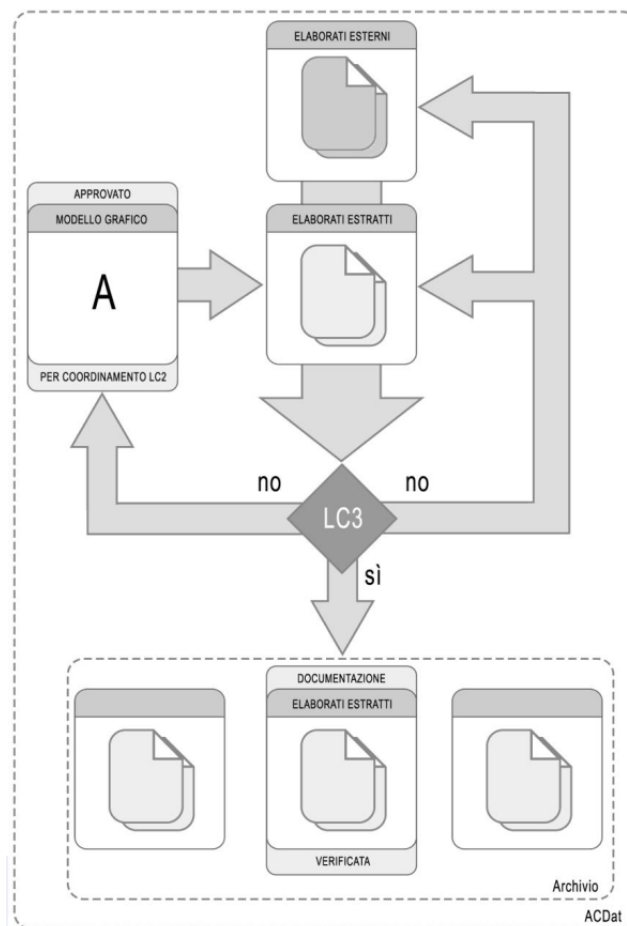 ELABORATI ESTERNI
APPROVATO
MODELLO GRAFICO
A
PER COORDINAMENTO LC2
ELABORATI ESTRATTI
no
no
LC3
sì
DOCUMENTAZIONE
ELABORATI ESTRATTI
VERIFICATA
Archivio
ACDat